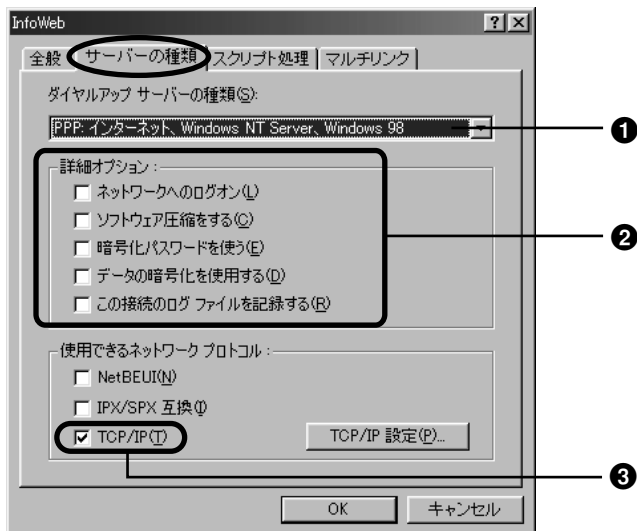 InfoWeb
全般 サーバーの種類 スクリプト処理 マルチリンク
ダイヤルアップ サーバーの種類(S):
PPP: インターネット、Windows NT Server、Windows 98
❶
詳細オプション:
ネットワークへのログオン(L)
ソフトウェア圧縮をする(C)
暗号化パスワードを使う(E)
❷
データの暗号化を使用する(D)
この接続のログ ファイルを記録する(R)
使用できるネットワーク プロトコル:
NetBEUI(N)
IPX/SPX 互換(I)
TCP/IP(T) TCP/IP 設定(P)...
❸
OK キャンセル